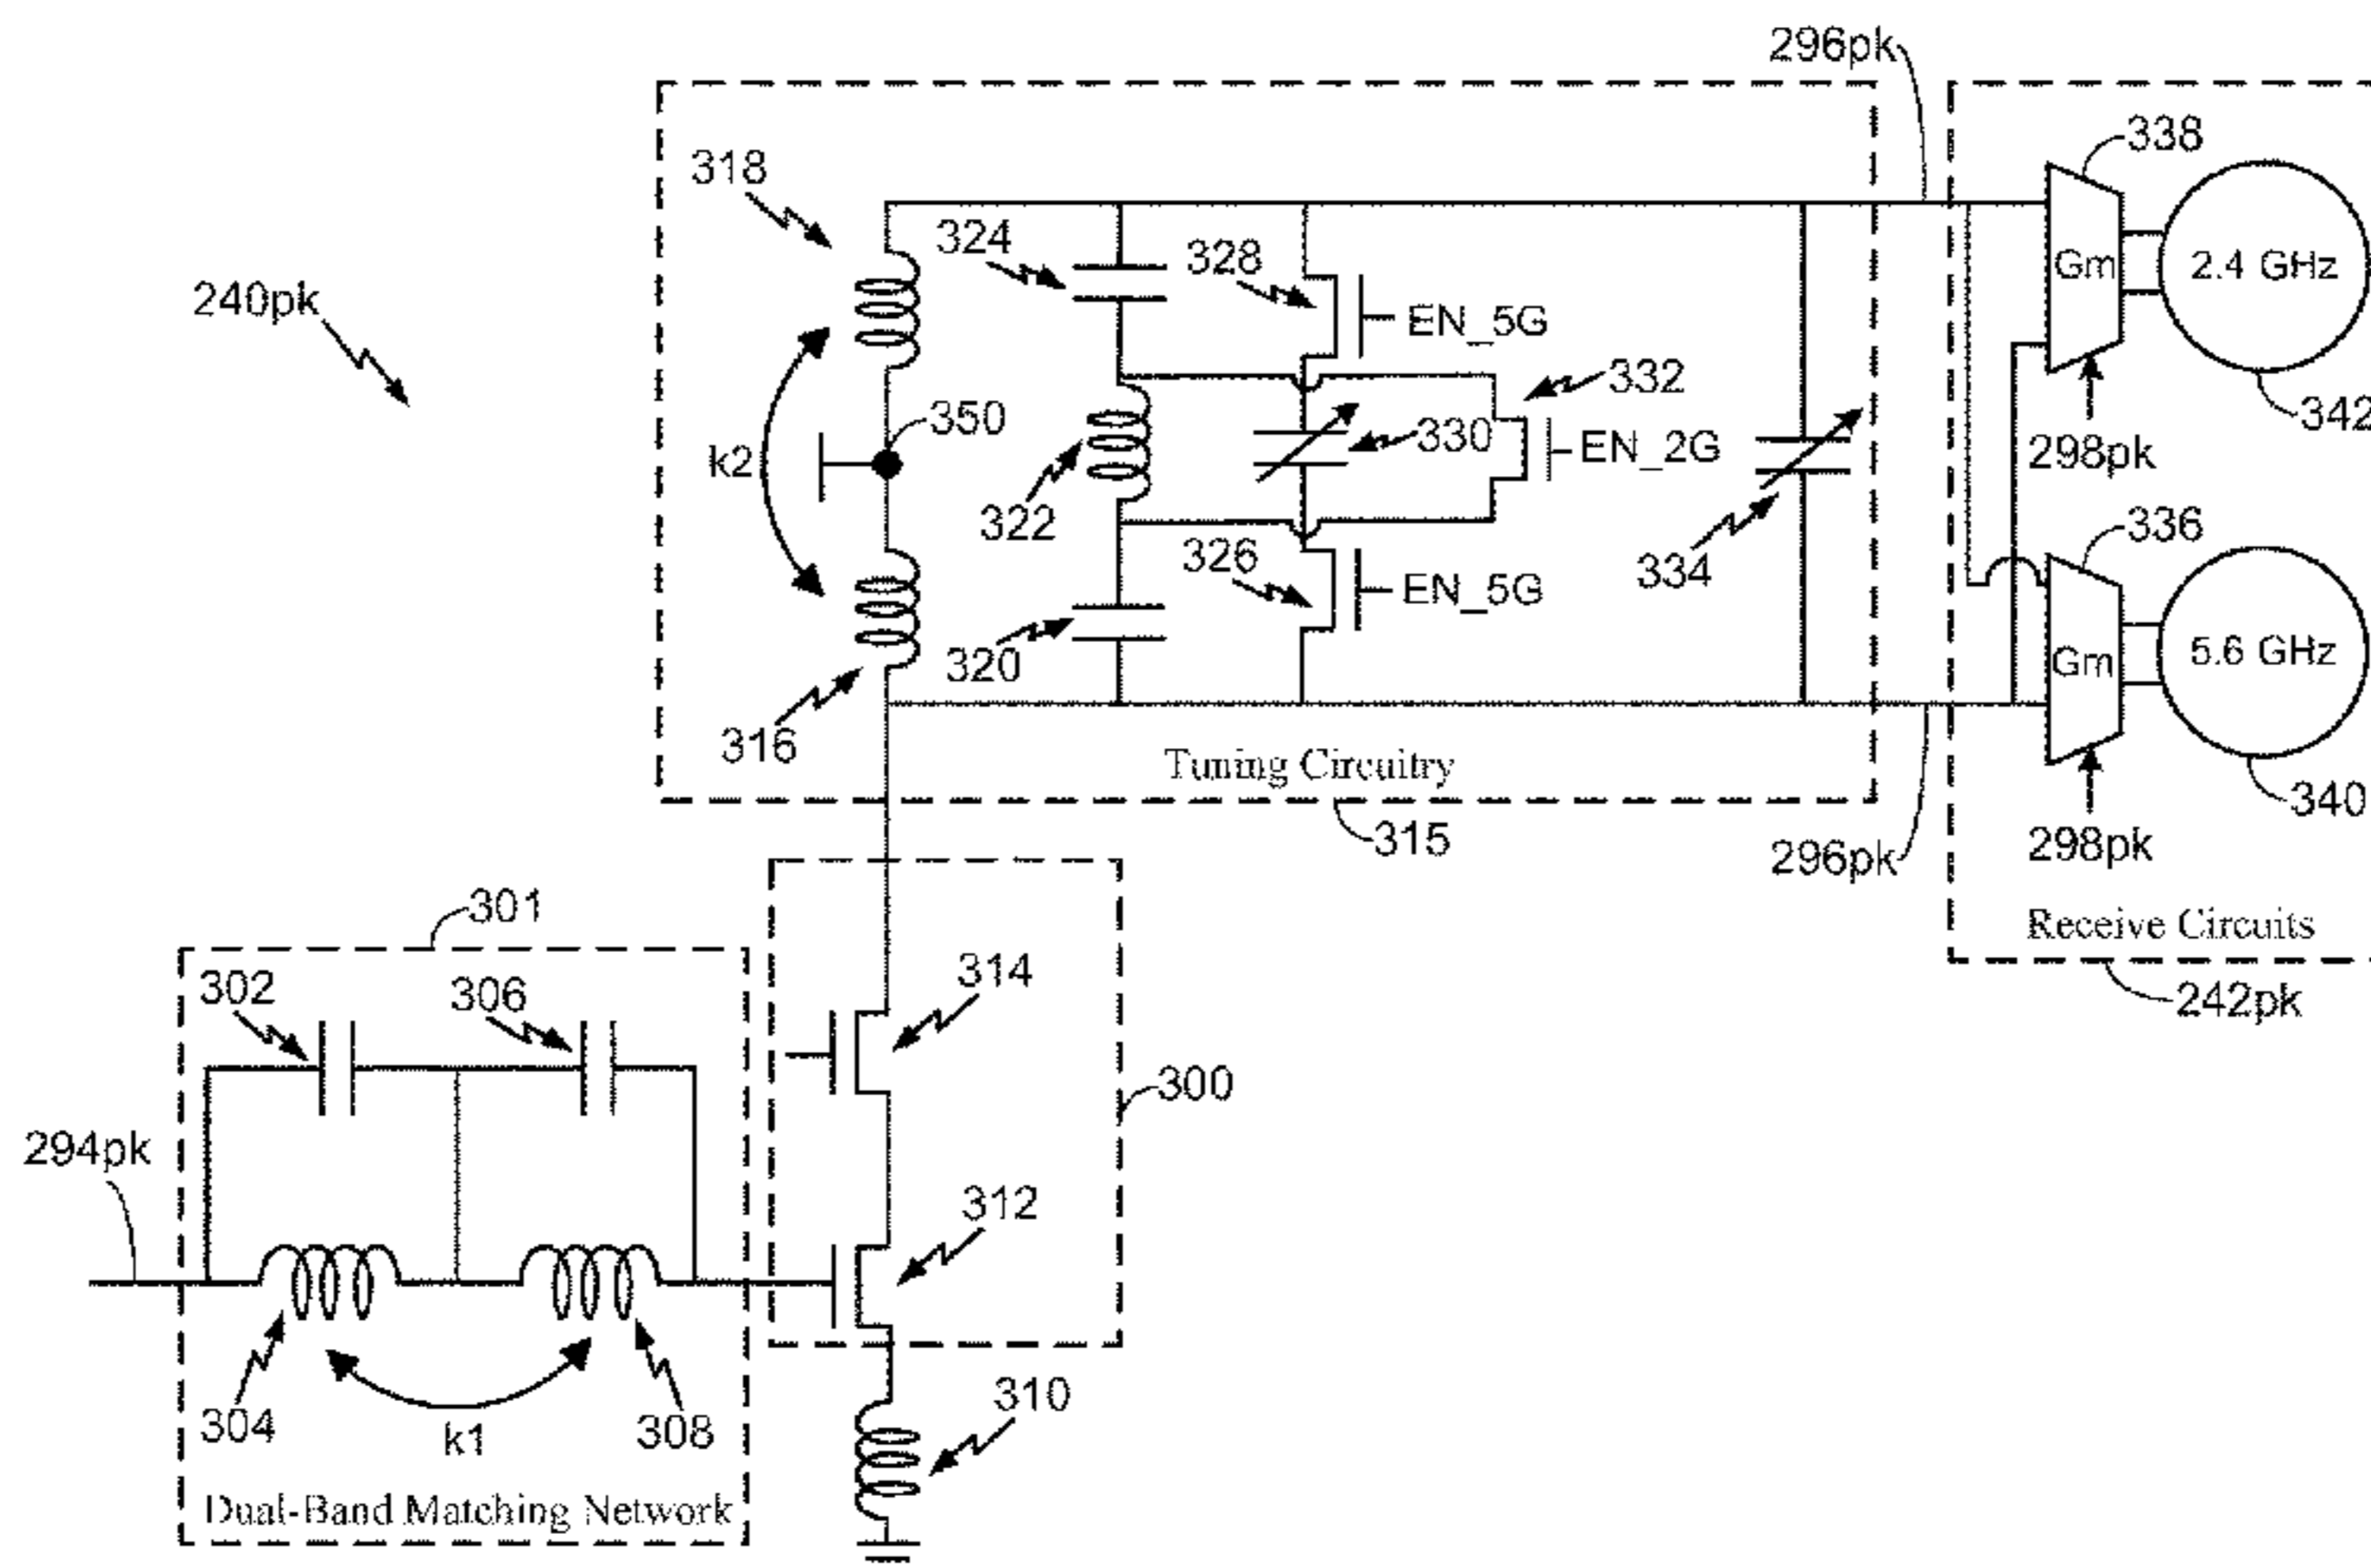 296pk
338
318
324
328
240pk
EN_5G
Gm
2.4 GHz
332
350
330
342
k2
EN_2G
298pk
322
336
326
334
EN_5G
320
Gm
5.6 GHz
316
Tuning Circuitry
340
315
296pk
298pk
301
Receive Circuits
302
306
314
242pk
300
294pk
312
310
304
k1
308
Dual-Band Matching Network